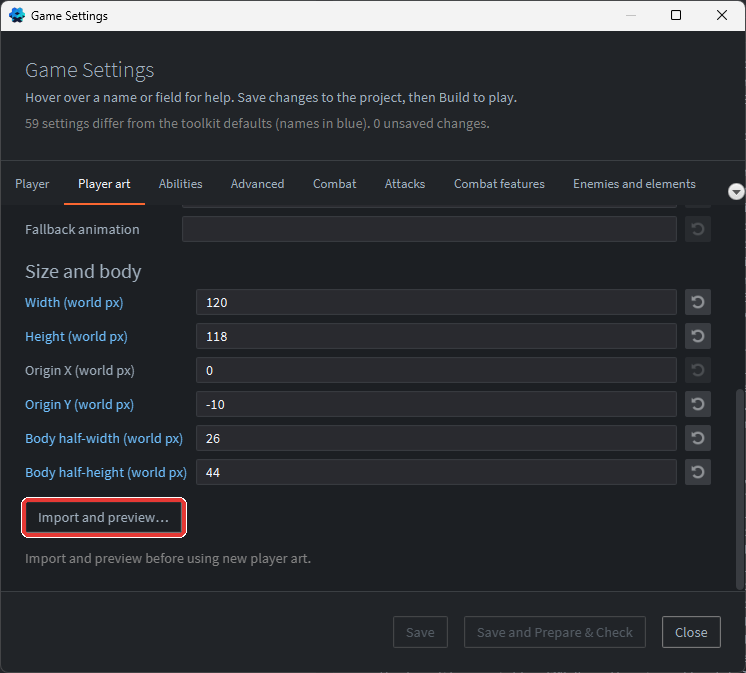 Game Settings
Game Settings
Hover over a name or field for help. Save changes to the project, then Build to play.
59 settings differ from the toolkit defaults (names in blue). 0 unsaved changes.
Player Player art Abilities Advanced Combat Attacks Combat features Enemies and elements
Fallback animation
Size and body
Width (world px) 120
Height (world px) 118
Origin X (world px) 0
Origin Y (world px) -10
Body half-width (world px) 26
Body half-height (world px) 44
Import and preview...
Import and preview before using new player art.
Save Save and Prepare & Check Close